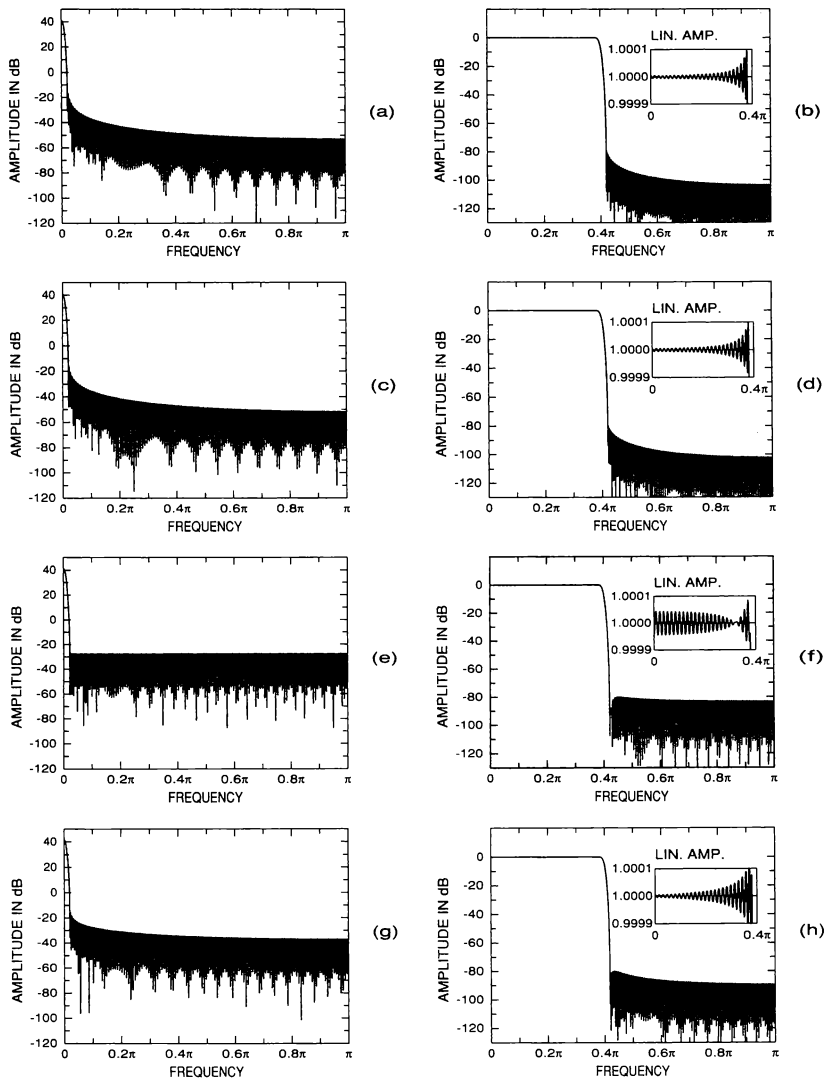 40
20
0
-20
-40
-60
-80
-100
-120
AMPLITUDE IN dB
0 0.2π 0.4π 0.6π 0.8π π
FREQUENCY
(a)
20
0
-20
-40
-60
-80
-100
-120
AMPLITUDE IN dB
LIN. AMP.
1.0001
1.0000
0.9999
0 0.4π
0 0.2π 0.4π 0.6π 0.8π π
FREQUENCY
(b)
40
20
0
-20
-40
-60
-80
-100
-120
AMPLITUDE IN dB
0 0.2π 0.4π 0.6π 0.8π π
FREQUENCY
(c)
20
0
-20
-40
-60
-80
-100
-120
AMPLITUDE IN dB
LIN. AMP.
1.0001
1.0000
0.9999
0 0.4π
0 0.2π 0.4π 0.6π 0.8π π
FREQUENCY
(d)
40
20
0
-20
-40
-60
-80
-100
-120
AMPLITUDE IN dB
0 0.2π 0.4π 0.6π 0.8π π
FREQUENCY
(e)
20
0
-20
-40
-60
-80
-100
-120
AMPLITUDE IN dB
LIN. AMP.
1.0001
1.0000
0.9999
0 0.4π
0 0.2π 0.4π 0.6π 0.8π π
FREQUENCY
(f)
40
20
0
-20
-40
-60
-80
-100
-120
AMPLITUDE IN dB
0 0.2π 0.4π 0.6π 0.8π π
FREQUENCY
(g)
20
0
-20
-40
-60
-80
-100
-120
AMPLITUDE IN dB
LIN. AMP.
1.0001
1.0000
0.9999
0 0.4π
0 0.2π 0.4π 0.6π 0.8π π
FREQUENCY
(h)